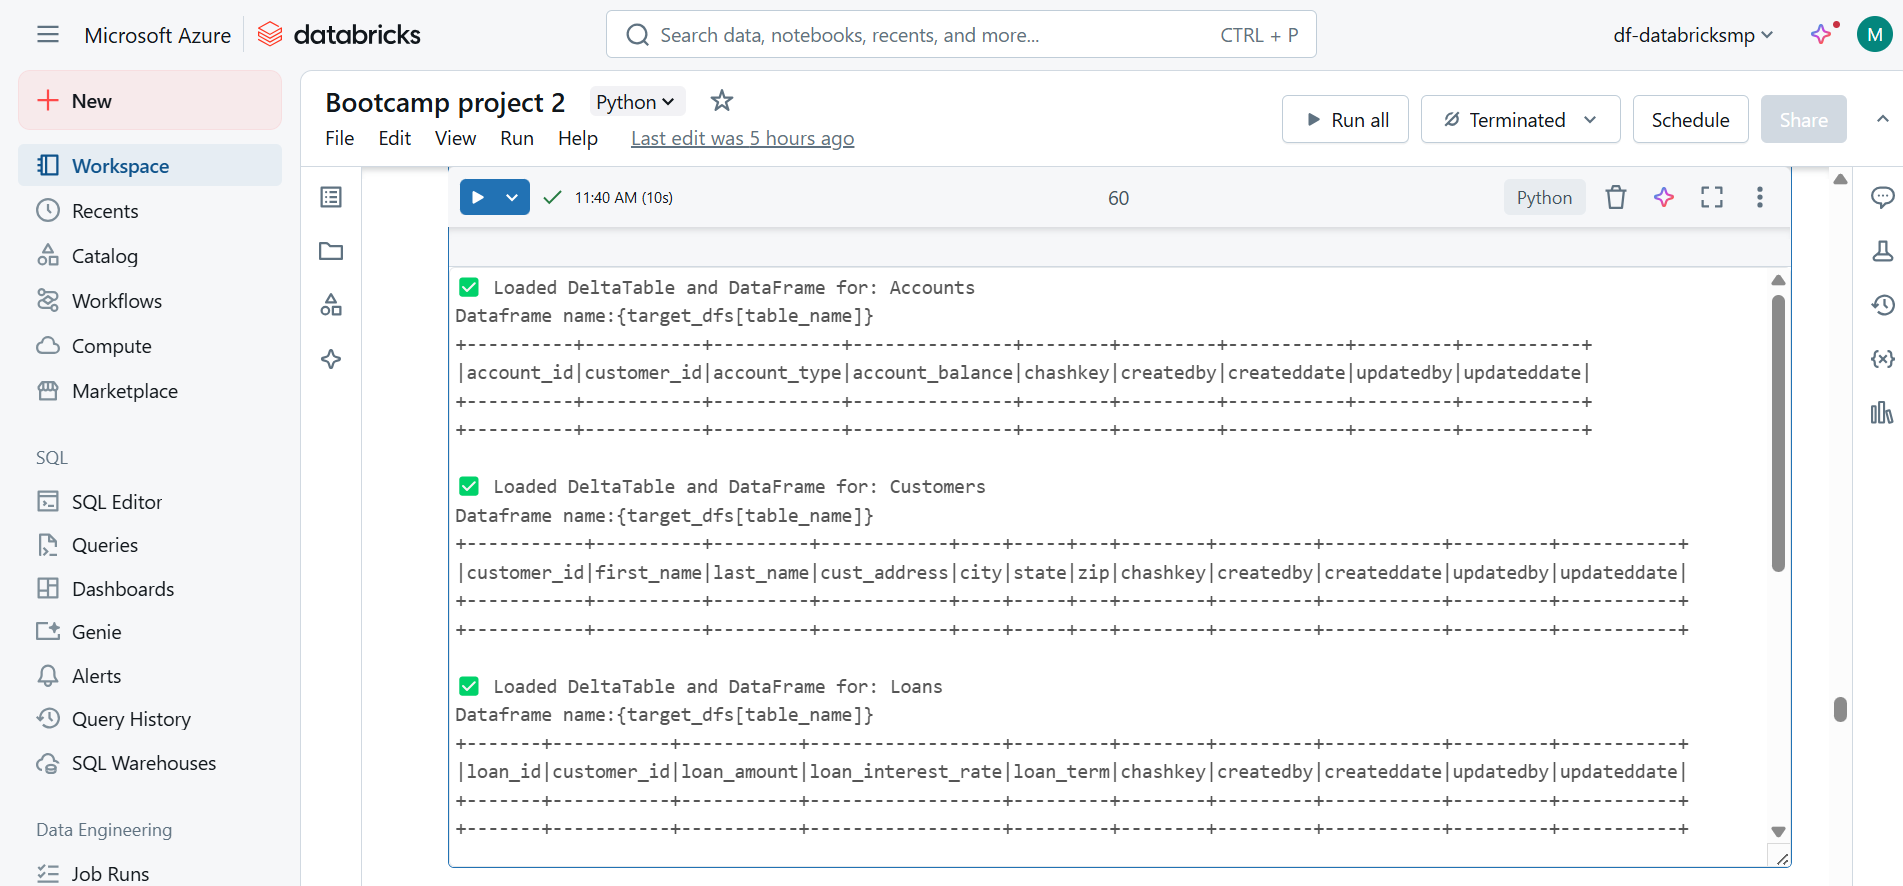 Microsoft Azure databricks Search data, notebooks, recents, and more... CTRL + P df-databricksmp M
New
Workspace
Recents
Catalog
Workflows
Compute
Marketplace
SQL
SQL Editor
Queries
Dashboards
Genie
Alerts
Query History
SQL Warehouses
Data Engineering
Job Runs
Bootcamp project 2 Python
File Edit View Run Help Last edit was 5 hours ago
Run all Terminated Schedule Share
11:40 AM (10s) 60 Python
✅ Loaded DeltaTable and DataFrame for: Accounts
Dataframe name:{target_dfs[table_name]}
+----------+-----------+------------+---------------+--------+---------+-----------+---------+-----------+
|account_id|customer_id|account_type|account_balance|chashkey|createdby|createddate|updatedby|updateddate|
+----------+-----------+------------+---------------+--------+---------+-----------+---------+-----------+
+----------+-----------+------------+---------------+--------+---------+-----------+---------+-----------+
✅ Loaded DeltaTable and DataFrame for: Customers
Dataframe name:{target_dfs[table_name]}
+-----------+----------+---------+------------+----+-----+---+--------+---------+-----------+---------+-----------+
|customer_id|first_name|last_name|cust_address|city|state|zip|chashkey|createdby|createddate|updatedby|updateddate|
+-----------+----------+---------+------------+----+-----+---+--------+---------+-----------+---------+-----------+
+-----------+----------+---------+------------+----+-----+---+--------+---------+-----------+---------+-----------+
✅ Loaded DeltaTable and DataFrame for: Loans
Dataframe name:{target_dfs[table_name]}
+-------+-----------+-----------+------------------+---------+--------+---------+-----------+---------+-----------+
|loan_id|customer_id|loan_amount|loan_interest_rate|loan_term|chashkey|createdby|createddate|updatedby|updateddate|
+-------+-----------+-----------+------------------+---------+--------+---------+-----------+---------+-----------+
+-------+-----------+-----------+------------------+---------+--------+---------+-----------+---------+-----------+